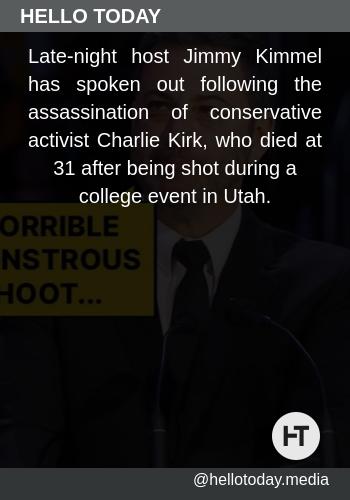 HELLO TODAY
Late-night host Jimmy Kimmel
has spoken out following the
assassination of conservative
activist Charlie Kirk, who died at
31 after being shot during a
college event in Utah.
ORRIBLE
NSTROUS
HOOT...
HT
@hellotoday.media